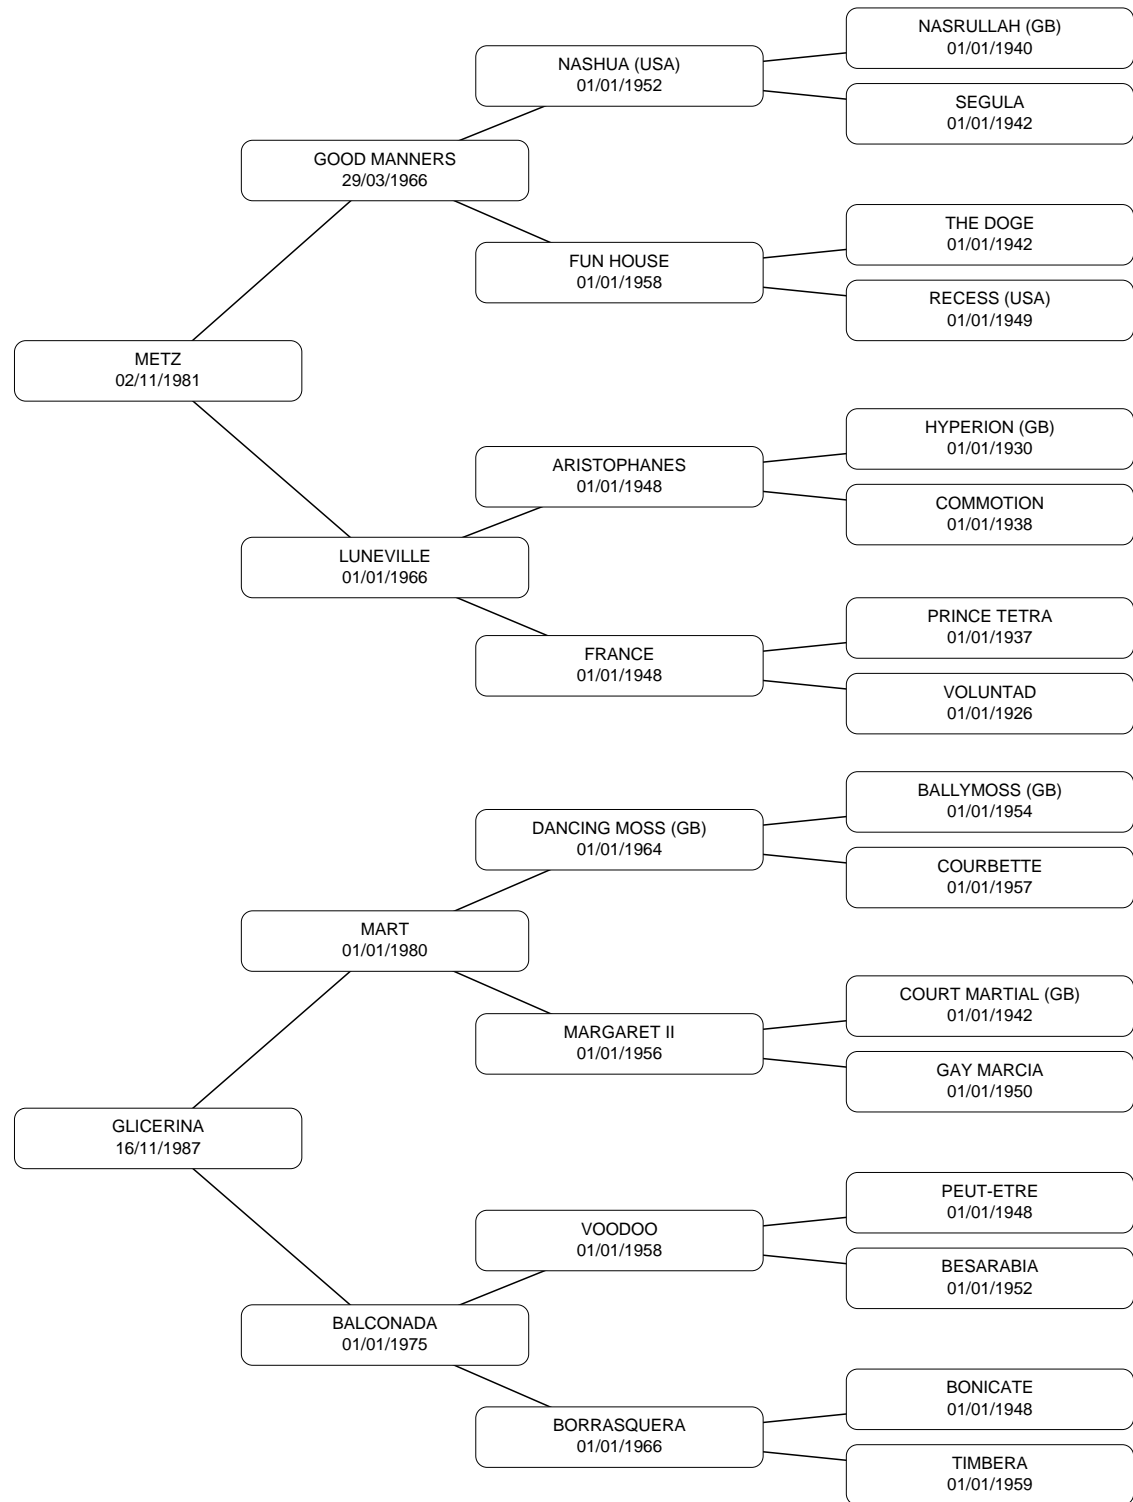 NASRULLAH (GB)
01/01/1940
NASHUA (USA)
01/01/1952
SEGULA
01/01/1942
GOOD MANNERS
29/03/1966
THE DOGE
01/01/1942
FUN HOUSE
01/01/1958
RECESS (USA)
01/01/1949
METZ
02/11/1981
HYPERION (GB)
01/01/1930
ARISTOPHANES
01/01/1948
COMMOTION
01/01/1938
LUNEVILLE
01/01/1966
PRINCE TETRA
01/01/1937
FRANCE
01/01/1948
VOLUNTAD
01/01/1926
BALLYMOSS (GB)
01/01/1954
DANCING MOSS (GB)
01/01/1964
COURBETTE
01/01/1957
MART
01/01/1980
COURT MARTIAL (GB)
01/01/1942
MARGARET II
01/01/1956
GAY MARCIA
01/01/1950
GLICERINA
16/11/1987
PEUT-ETRE
01/01/1948
VOODOO
01/01/1958
BESARABIA
01/01/1952
BALCONADA
01/01/1975
BONICATE
01/01/1948
BORRASQUERA
01/01/1966
TIMBERA
01/01/1959